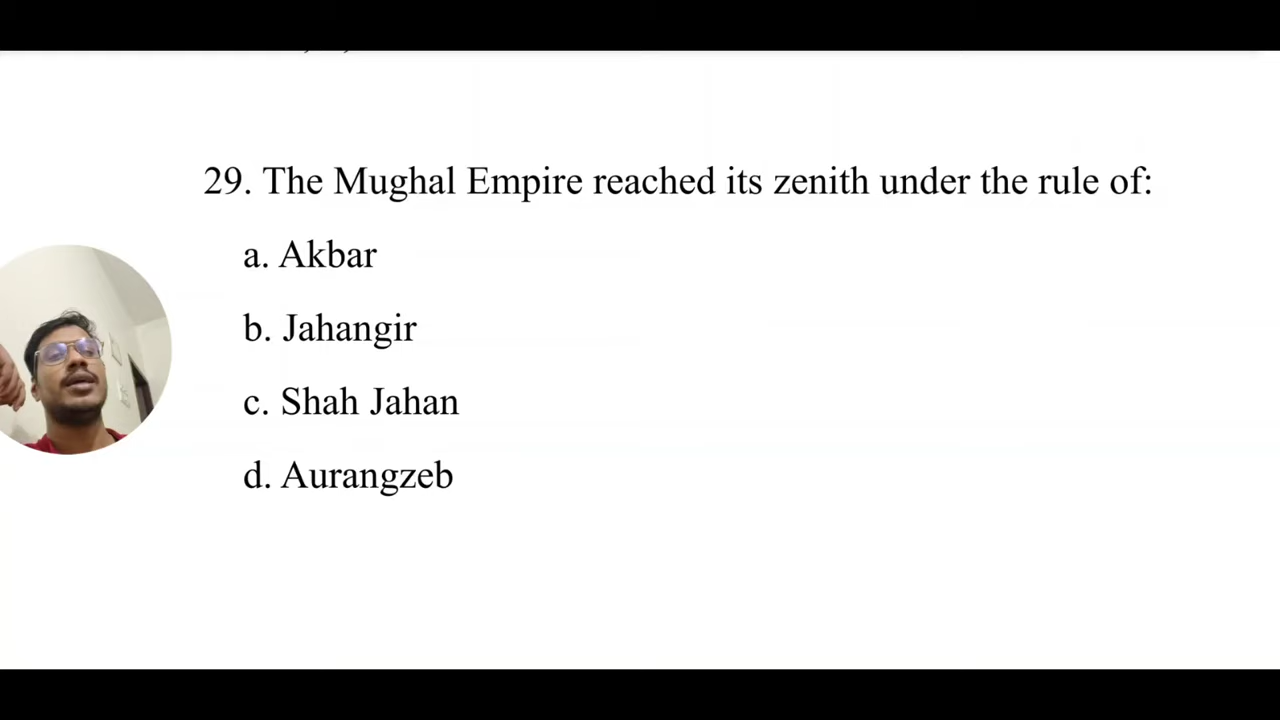 29. The Mughal Empire reached its zenith under the rule of:
a. Akbar
b. Jahangir
c. Shah Jahan
d. Aurangzeb